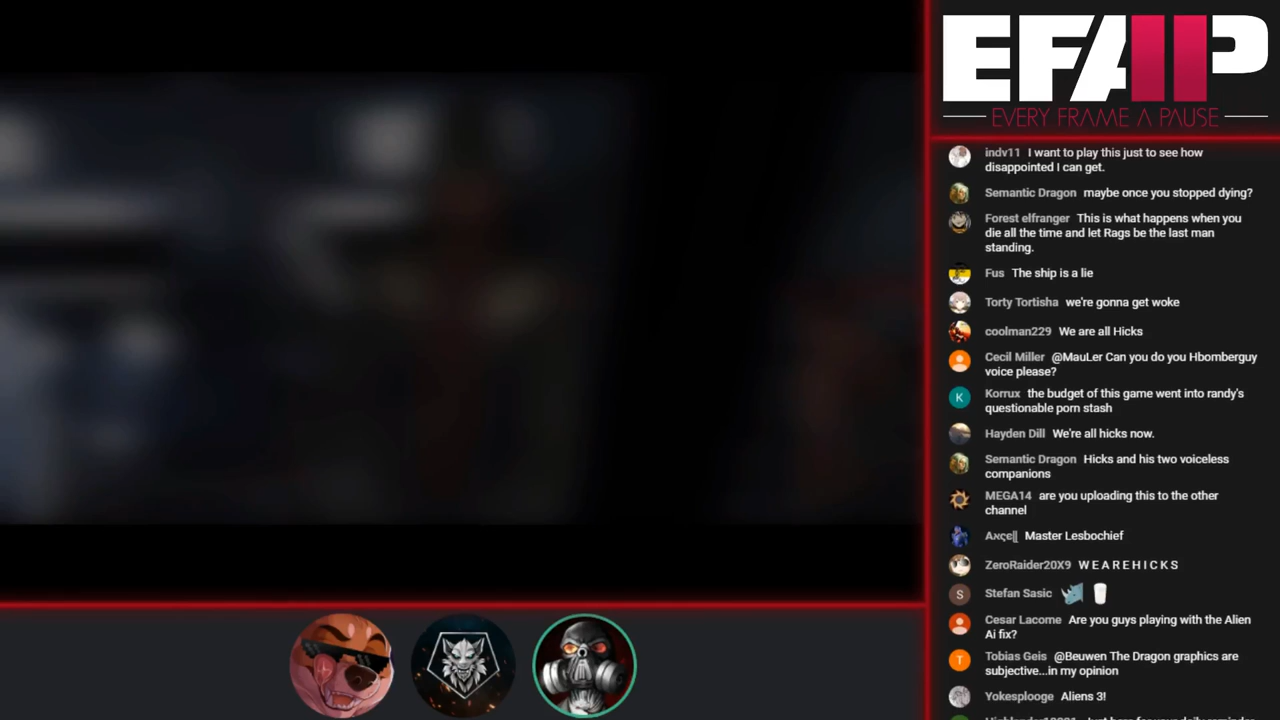 EFAP
EVERY FRAME A PAUSE
indv11 I want to play this just to see how
disappointed I can get.
Semantic Dragon maybe once you stopped dying?
Forest elfranger This is what happens when you
die all the time and let Rags be the last man
standing.
Fus The ship is a lie
Torty Tortisha we're gonna get woke
coolman229 We are all Hicks
Cecil Miller @MauLer Can you do you Hbomberguy
voice please?
K
Korrux the budget of this game went into randy's
questionable porn stash
Hayden Dill We're all hicks now.
Semantic Dragon Hicks and his two voiceless
companions
MEGA14 are you uploading this to the other
channel
Master Lesbochief
ZeroRaider20X9 W E A R E H I C K S
S
Stefan Sasic
Cesar Lacome Are you guys playing with the Alien
Ai fix?
T
Tobias Geis @Beuwen The Dragon graphics are
subjective...in my opinion
Yokesplooge Aliens 3!